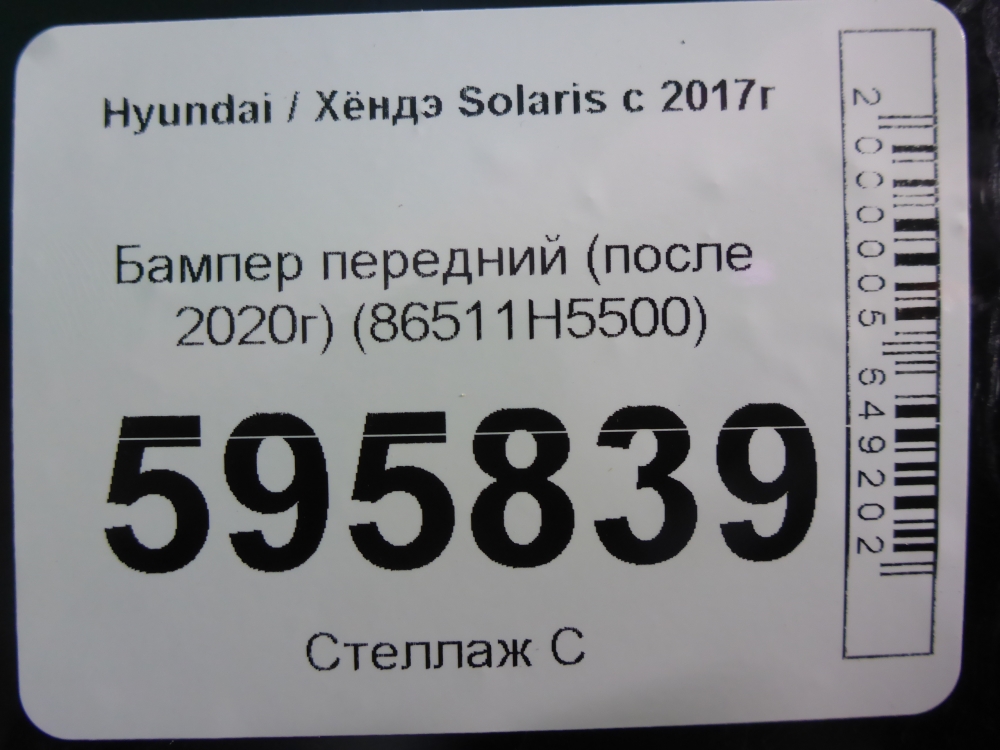 Hyundai / Хёндэ Solaris с 2017г
Бампер передний (после
2020г) (86511H5500)
595839
Стеллаж С
2000005649202